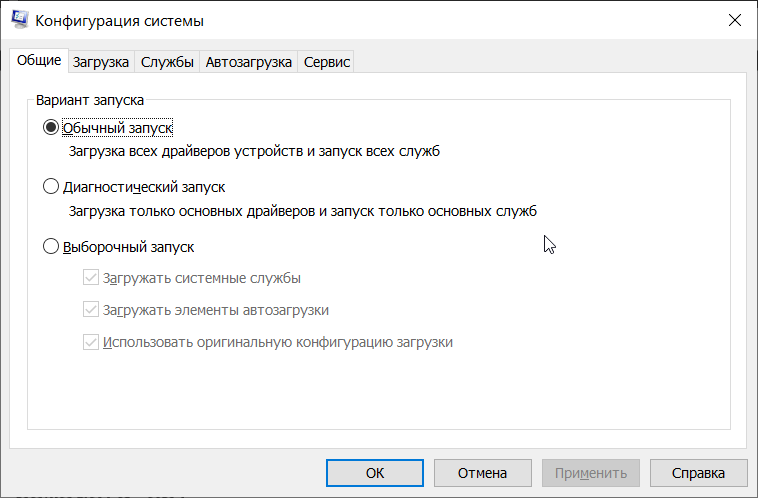 Конфигурация системы
Общие Загрузка Службы Автозагрузка Сервис
Вариант запуска
Обычный запуск
Загрузка всех драйверов устройств и запуск всех служб
Диагностический запуск
Загрузка только основных драйверов и запуск только основных служб
Выборочный запуск
Загружать системные службы
Загружать элементы автозагрузки
Использовать оригинальную конфигурацию загрузки
ОК Отмена Применить Справка